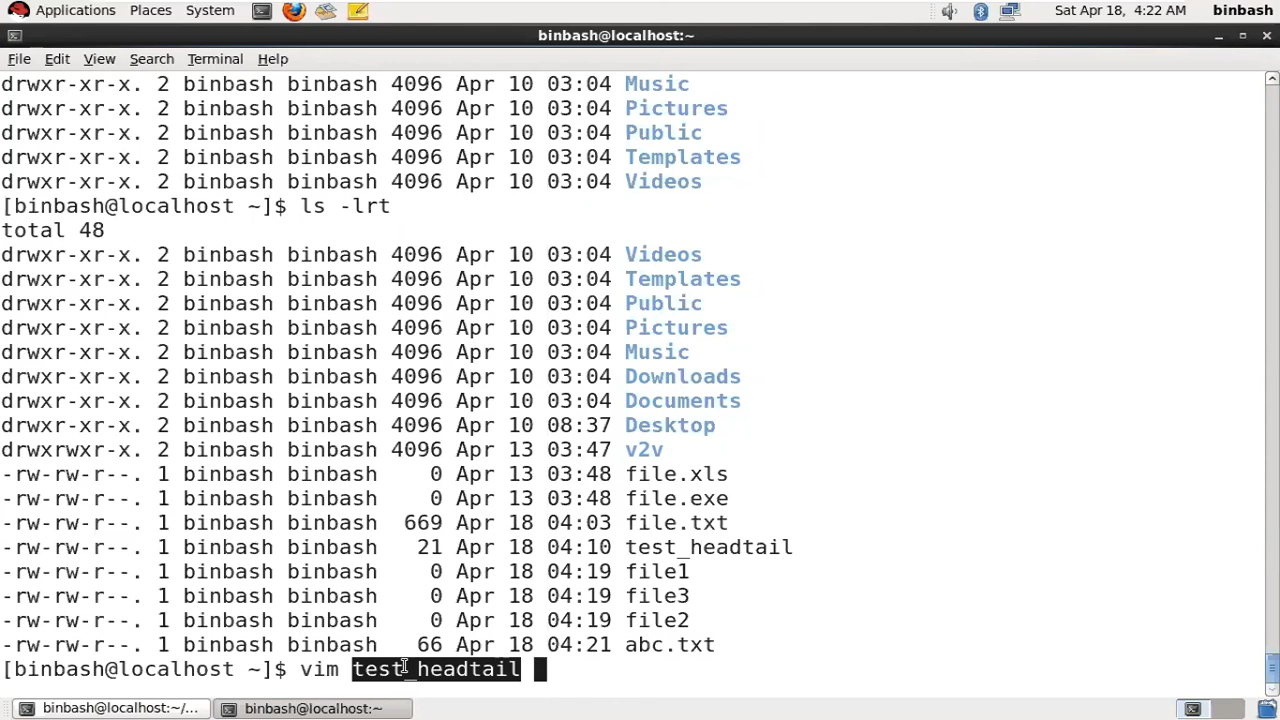 Applications Places System Sat Apr 18, 4:22 AM binbash
binbash@localhost:~
File Edit View Search Terminal Help
drwxr-xr-x. 2 binbash binbash 4096 Apr 10 03:04 Music
drwxr-xr-x. 2 binbash binbash 4096 Apr 10 03:04 Pictures
drwxr-xr-x. 2 binbash binbash 4096 Apr 10 03:04 Public
drwxr-xr-x. 2 binbash binbash 4096 Apr 10 03:04 Templates
drwxr-xr-x. 2 binbash binbash 4096 Apr 10 03:04 Videos
[binbash@localhost ~]$ ls -lrt
total 48
drwxr-xr-x. 2 binbash binbash 4096 Apr 10 03:04 Videos
drwxr-xr-x. 2 binbash binbash 4096 Apr 10 03:04 Templates
drwxr-xr-x. 2 binbash binbash 4096 Apr 10 03:04 Public
drwxr-xr-x. 2 binbash binbash 4096 Apr 10 03:04 Pictures
drwxr-xr-x. 2 binbash binbash 4096 Apr 10 03:04 Music
drwxr-xr-x. 2 binbash binbash 4096 Apr 10 03:04 Downloads
drwxr-xr-x. 2 binbash binbash 4096 Apr 10 03:04 Documents
drwxr-xr-x. 2 binbash binbash 4096 Apr 10 08:37 Desktop
drwxrwxr-x. 2 binbash binbash 4096 Apr 13 03:47 v2v
-rw-rw-r--. 1 binbash binbash    0 Apr 13 03:48 file.xls
-rw-rw-r--. 1 binbash binbash    0 Apr 13 03:48 file.exe
-rw-rw-r--. 1 binbash binbash  669 Apr 18 04:03 file.txt
-rw-rw-r--. 1 binbash binbash   21 Apr 18 04:10 test_headtail
-rw-rw-r--. 1 binbash binbash    0 Apr 18 04:19 file1
-rw-rw-r--. 1 binbash binbash    0 Apr 18 04:19 file3
-rw-rw-r--. 1 binbash binbash    0 Apr 18 04:19 file2
-rw-rw-r--. 1 binbash binbash   66 Apr 18 04:21 abc.txt
[binbash@localhost ~]$ vim test_headtail
binbash@localhost:~/... binbash@localhost:~